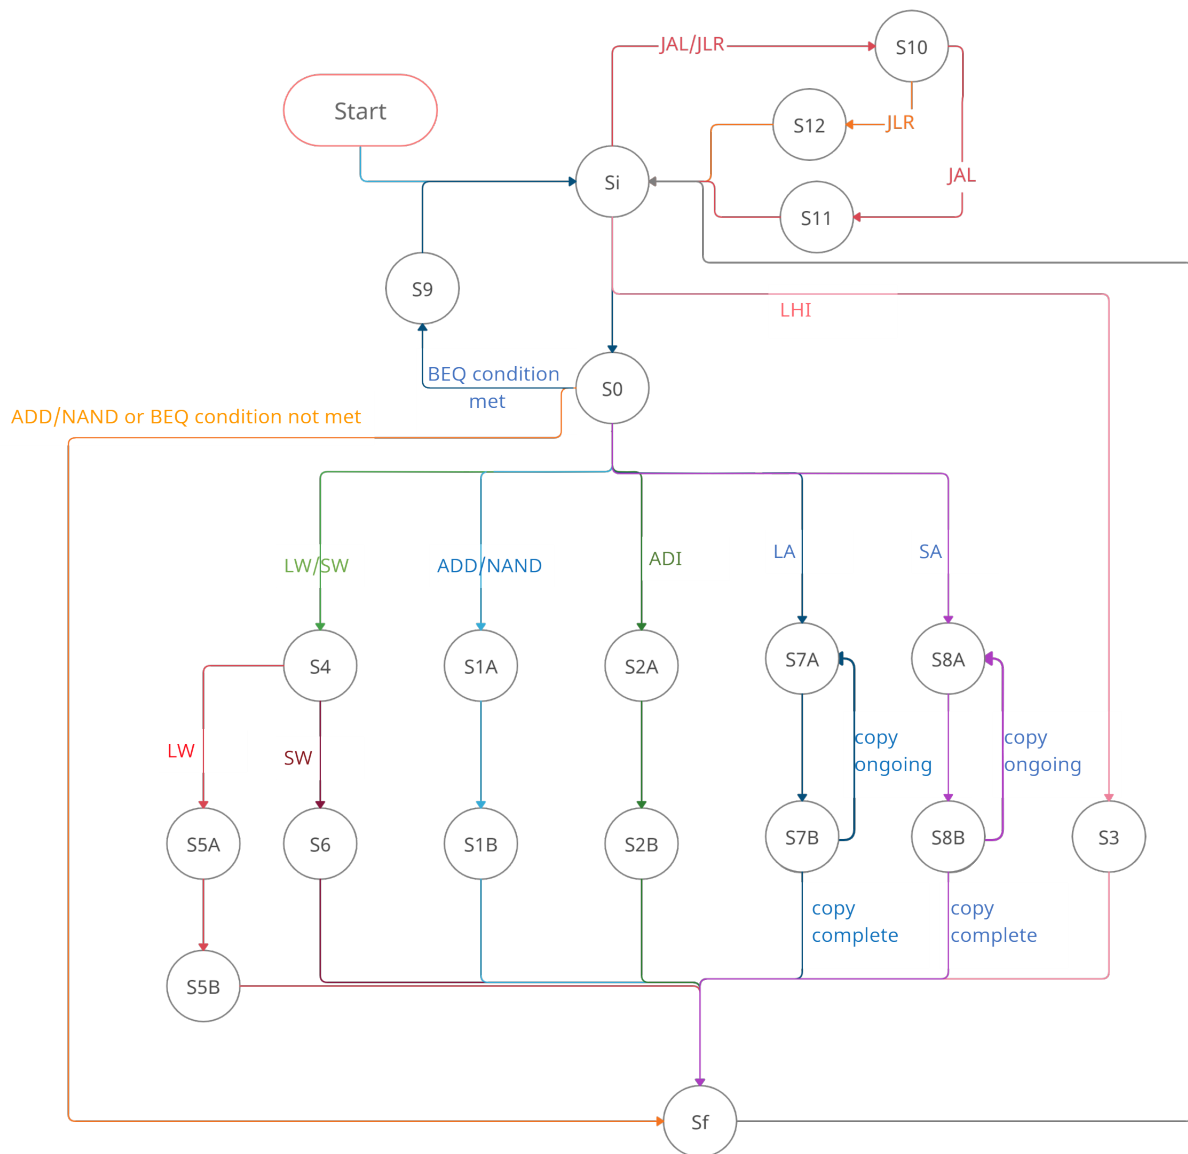 JAL/JLR
S10
Start
S12
JLR
Si
JAL
S11
S9
LHI
BEQ condition
met
S0
ADD/NAND or BEQ condition not met
LW/SW
ADD/NAND
ADI
LA
SA
S4
S1A
S2A
S7A
S8A
LW
SW
copy
ongoing
copy
ongoing
S5A
S6
S1B
S2B
S7B
S8B
S3
copy
complete
copy
complete
S5B
Sf